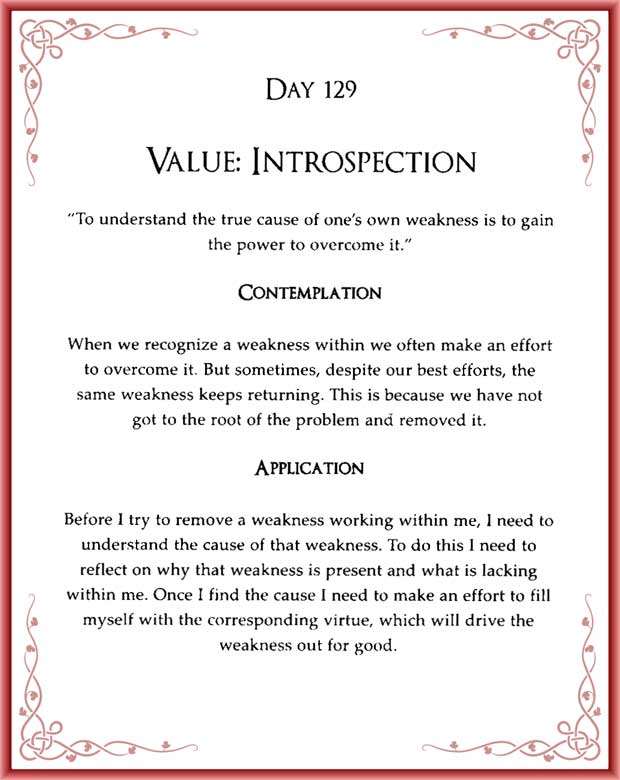 DAY 129
VALUE: INTROSPECTION
"To understand the true cause of one's own weakness is to gain
the power to overcome it."
CONTEMPLATION
When we recognize a weakness within we often make an effort
to overcome it. But sometimes, despite our best efforts, the
same weakness keeps returning. This is because we have not
got to the root of the problem and removed it.
APPLICATION
Before I try to remove a weakness working within me, I need to
understand the cause of that weakness. To do this I need to
reflect on why that weakness is present and what is lacking
within me. Once I find the cause I need to make an effort to fill
myself with the corresponding virtue, which will drive the
weakness out for good.